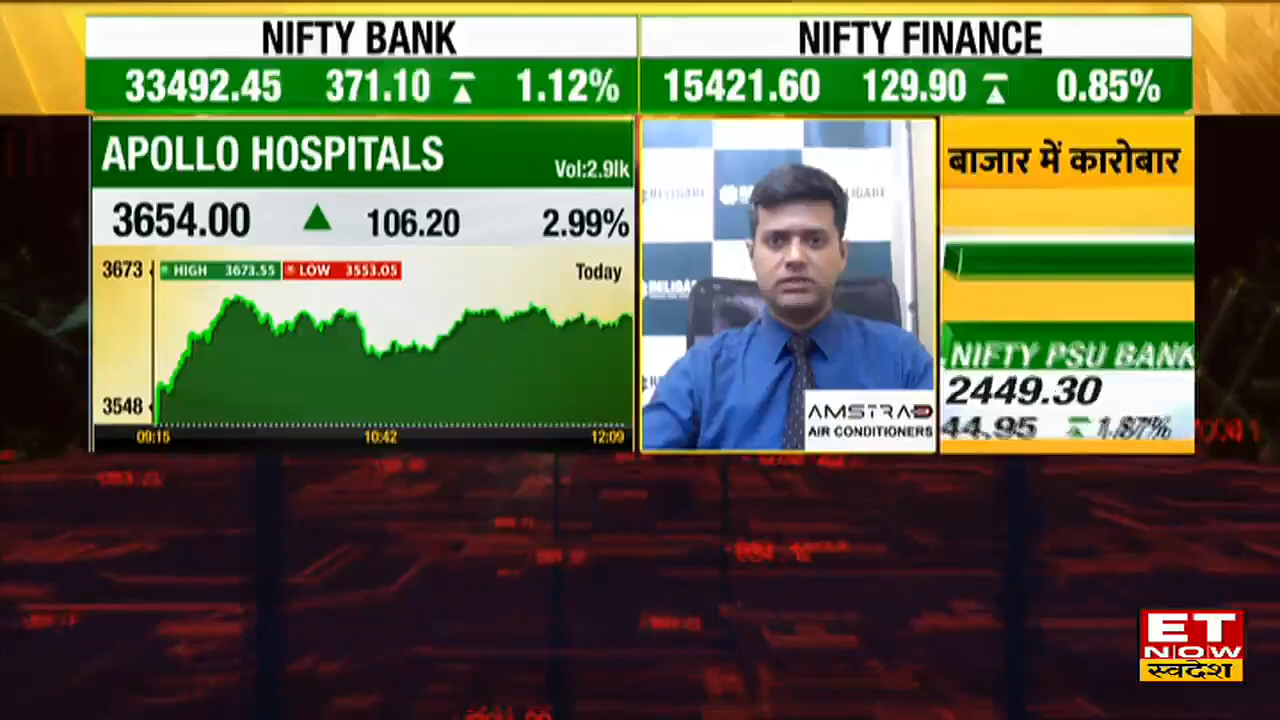 NIFTY BANK
33492.45 371.10 1.12%
NIFTY FINANCE
15421.60 129.90 0.85%
APOLLO HOSPITALS
Vol:2.9lk
3654.00 106.20 2.99%
3673
HIGH 3673.55 LOW 3553.05
Today
3548
09:15 10:42 12:09
RELIGARE
AMSTRAD
AIR CONDITIONERS
बाजार में कारोबार
NIFTY PSU BANK
2449.30
44.95 1.87%
ET
NOW
स्वदेश